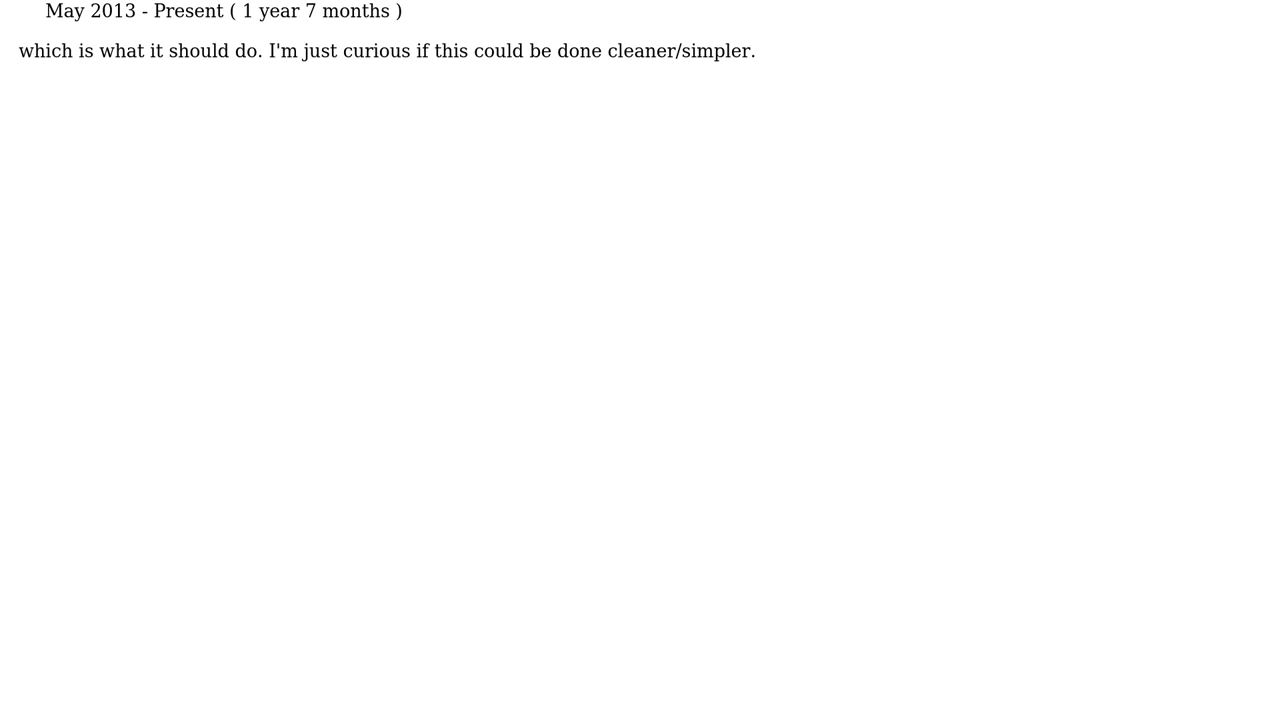 May 2013 - Present ( 1 year 7 months )
which is what it should do. I'm just curious if this could be done cleaner/simpler.